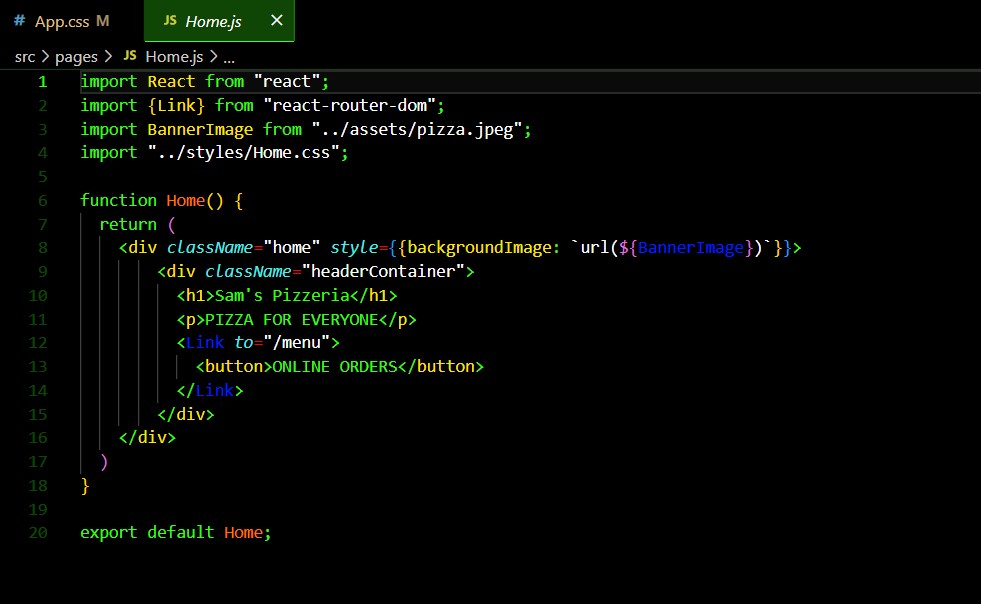 # App.css M JS Home.js ×
src > pages > JS Home.js > ...
1 import React from "react";
2 import {Link} from "react-router-dom";
3 import BannerImage from "../assets/pizza.jpeg";
4 import "../styles/Home.css";
5
6 function Home() {
7   return (
8     <div className="home" style={{backgroundImage: `url(${BannerImage})`}}>
9         <div className="headerContainer">
10           <h1>Sam's Pizzeria</h1>
11           <p>PIZZA FOR EVERYONE</p>
12           <Link to="/menu">
13             <button>ONLINE ORDERS</button>
14           </Link>
15         </div>
16     </div>
17   )
18 }
19
20 export default Home;